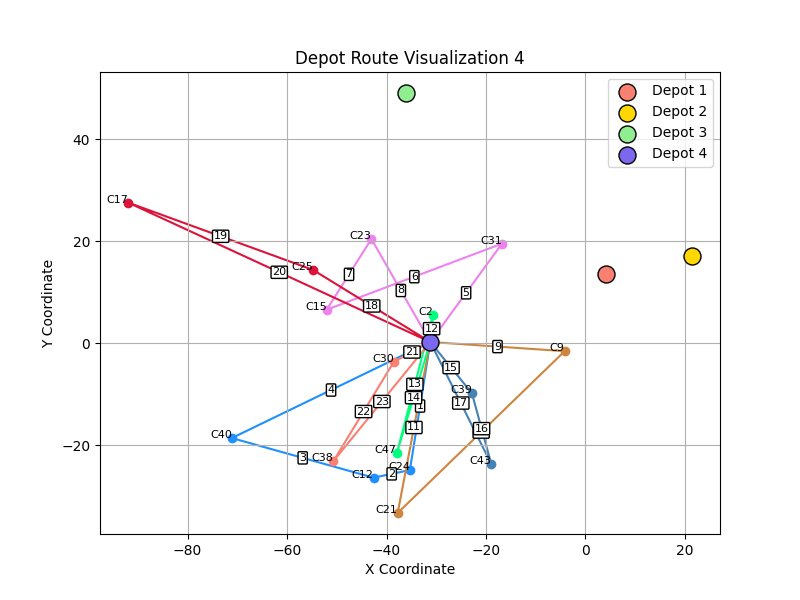 Depot Route Visualization 4
Depot 1
Depot 2
Depot 3
Depot 4
Y Coordinate
40
20
0
−20
C17
C23
C31
19
C25
20
7
6
8
5
C15
18
C2
12
9
C9
21
C30
15
4
13
C39
14
1
23
17
22
11
16
C40
3
C38
C47
C43
C12
2
C24
C21
−80
−60
−40
−20
0
20
X Coordinate